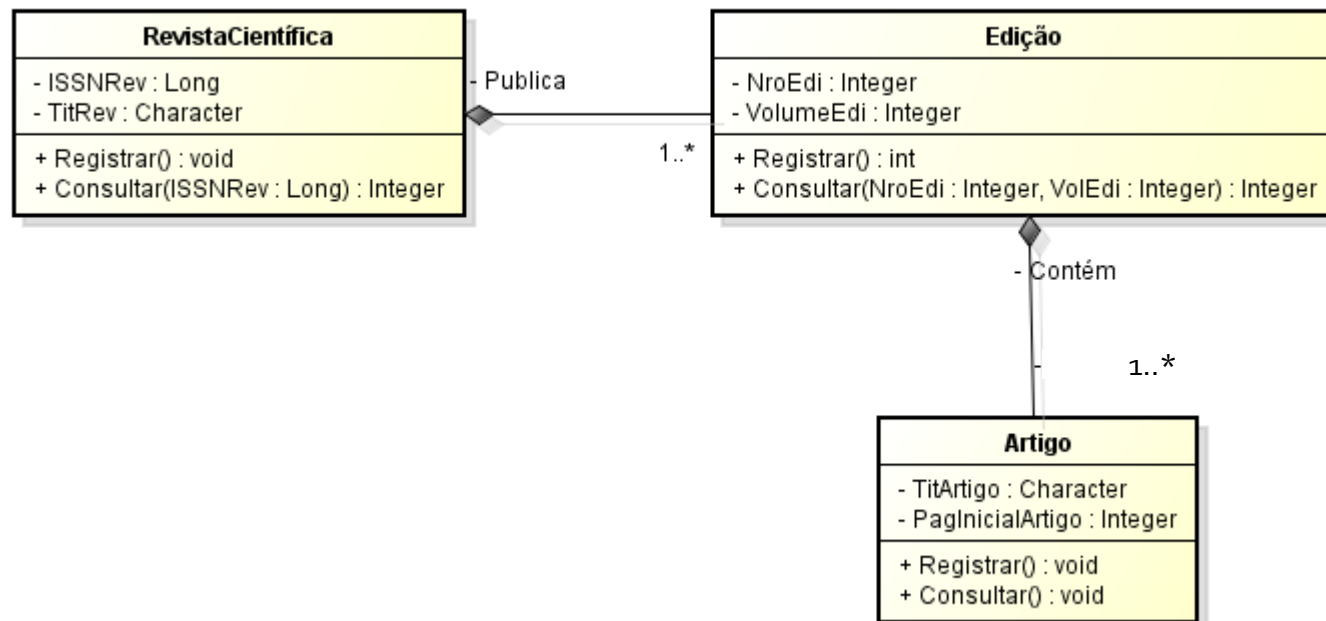 RevistaCientífica
- ISSNRev : Long
- TitRev : Character
+ Registrar() : void
+ Consultar(ISSNRev : Long) : Integer
- Publica
1..*
Edição
- NroEdi : Integer
- VolumeEdi : Integer
+ Registrar() : int
+ Consultar(NroEdi : Integer, VolEdi : Integer) : Integer
- Contém
- 1..*
Artigo
- TitArtigo : Character
- PagInicialArtigo : Integer
+ Registrar() : void
+ Consultar() : void